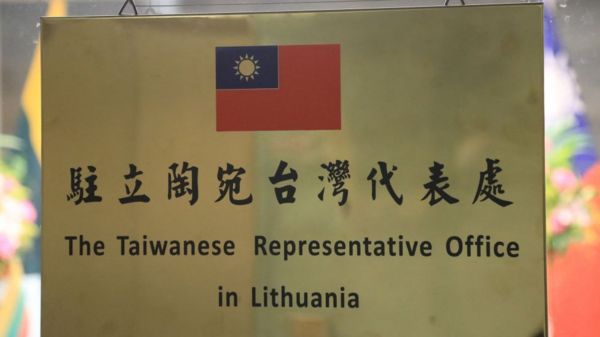 駐立陶宛台灣代表處
The Taiwanese Representative Office
in Lithuania